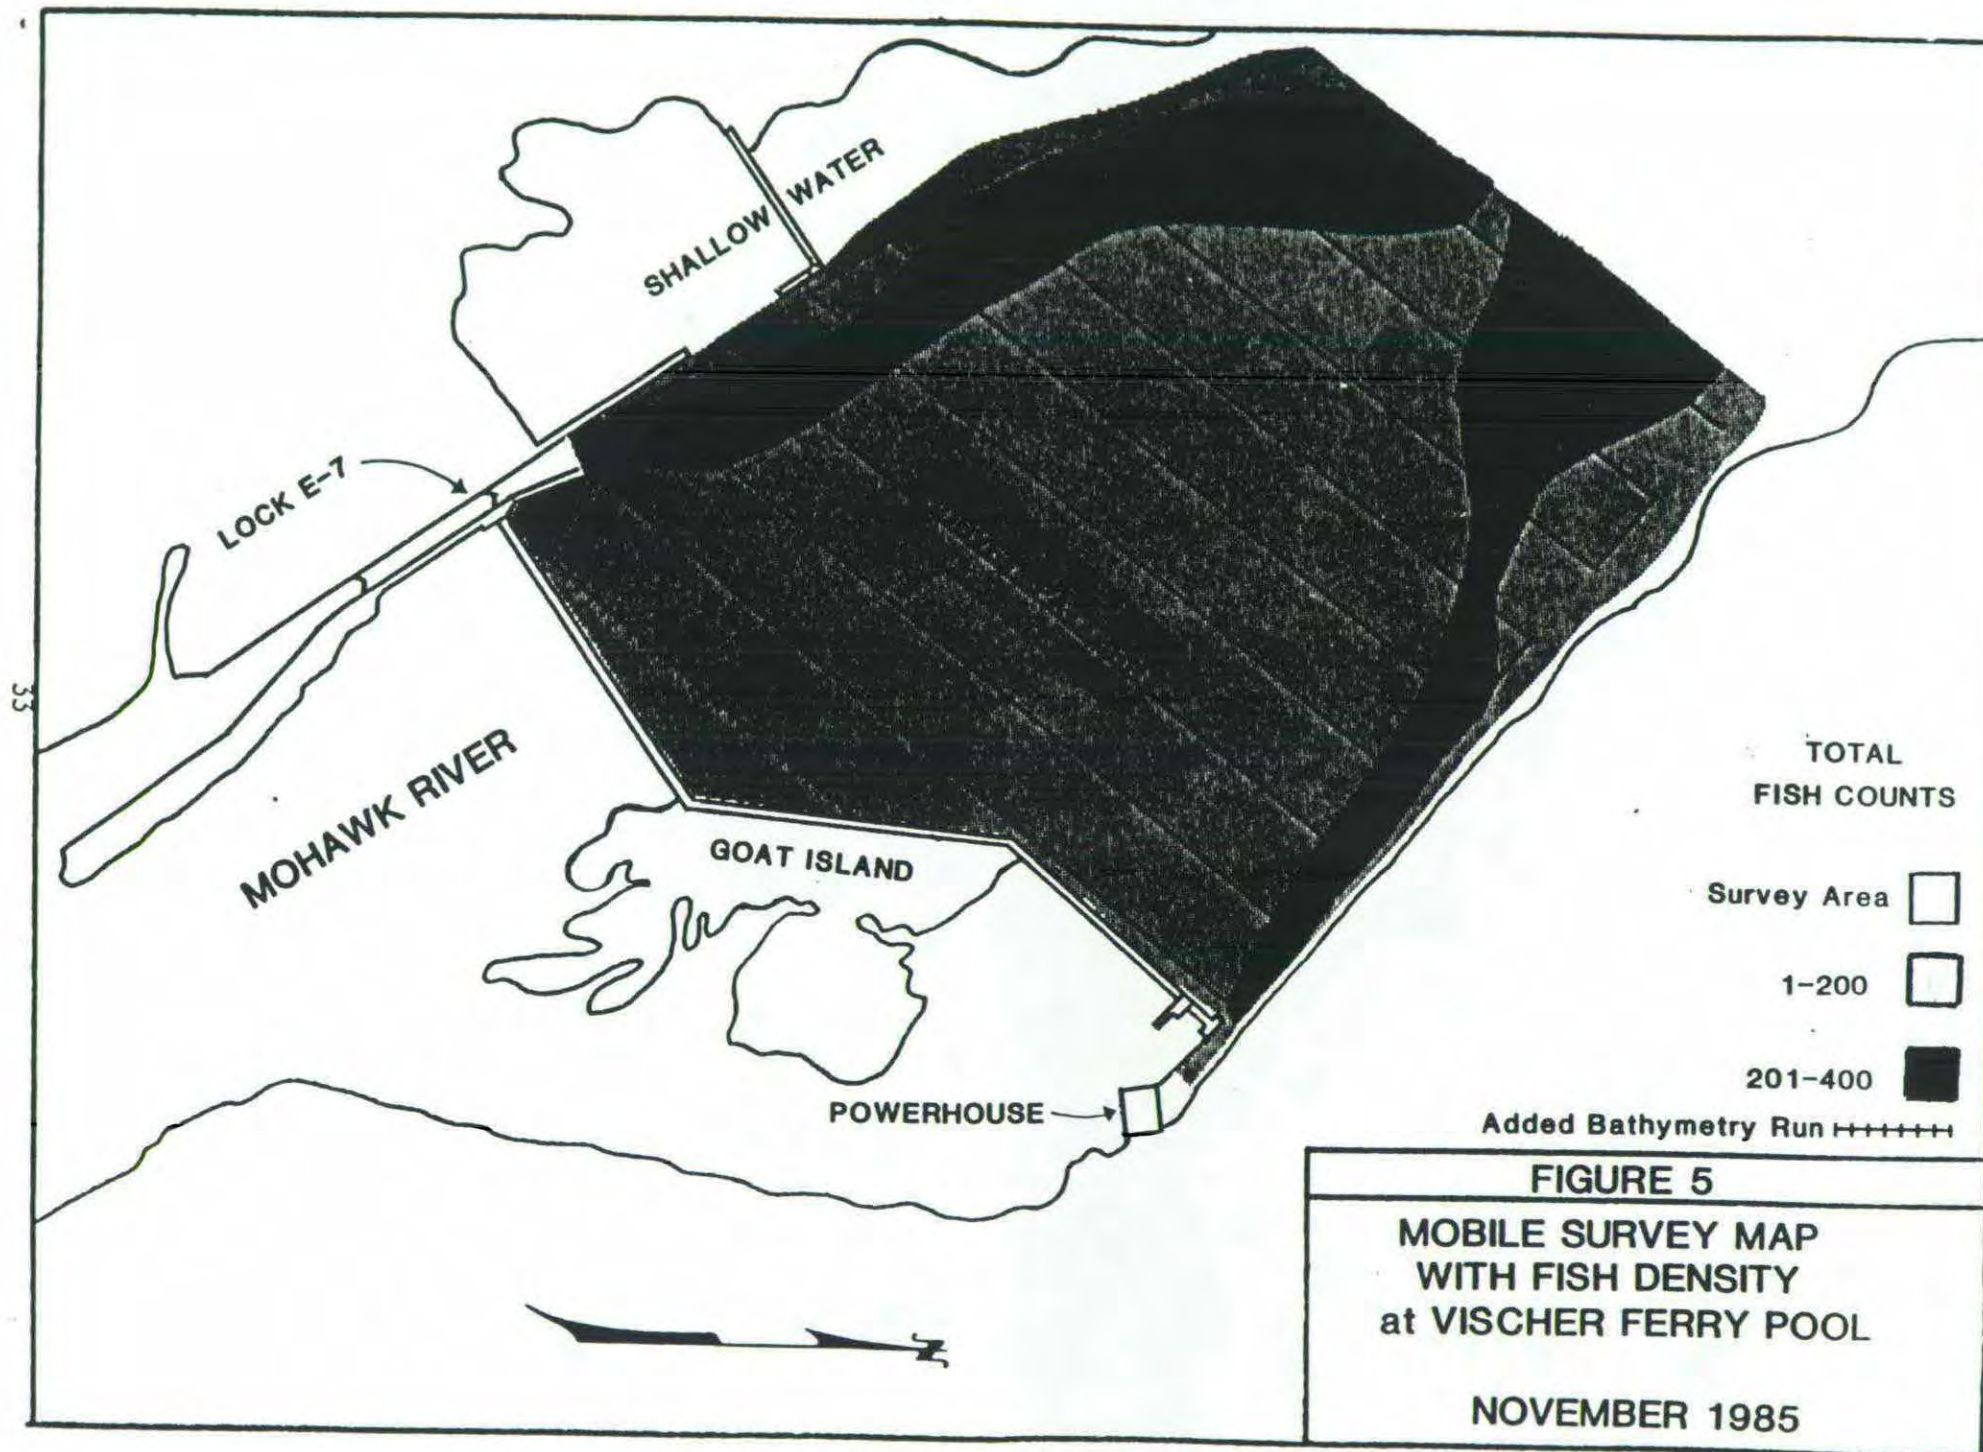 SHALLOW WATER
LOCK E-7
MOHAWK RIVER
GOAT ISLAND
POWERHOUSE
33
TOTAL
FISH COUNTS
Survey Area
1-200
201-400
Added Bathymetry Run
FIGURE 5
MOBILE SURVEY MAP
WITH FISH DENSITY
at VISCHER FERRY POOL
NOVEMBER 1985
N